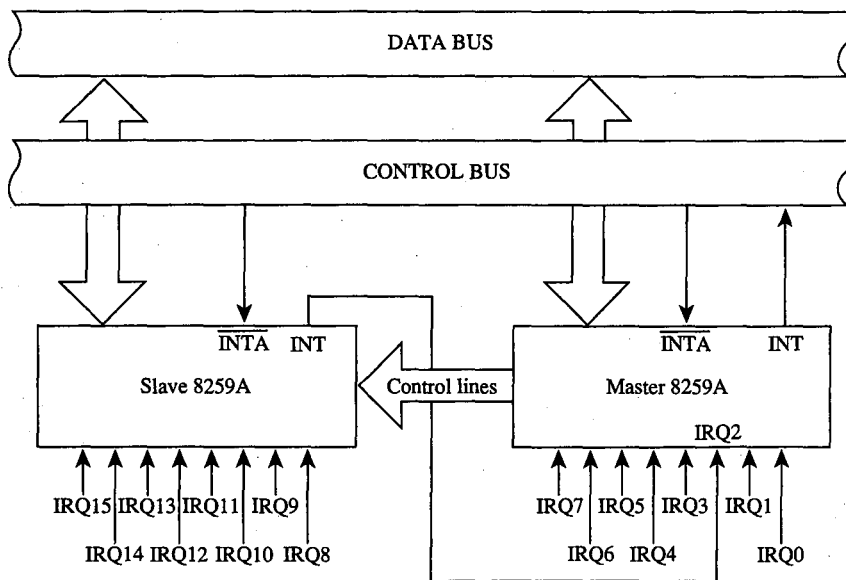 DATA BUS
CONTROL BUS
INTA INT
INTA INT
Slave 8259A
Control lines
Master 8259A
IRQ2
IRQ15 IRQ13 IRQ11 IRQ9
IRQ7 IRQ5 IRQ3 IRQ1
IRQ14 IRQ12 IRQ10 IRQ8
IRQ6 IRQ4 IRQ0